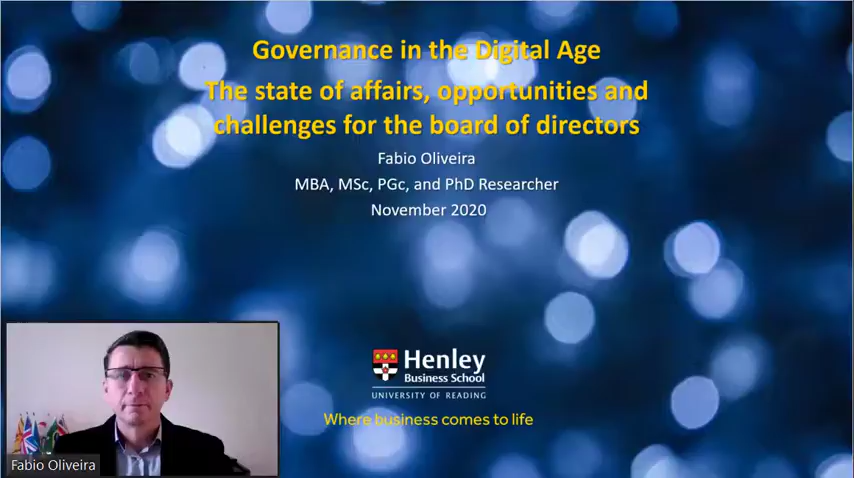 Governance in the Digital Age
The state of affairs, opportunities and
challenges for the board of directors
Fabio Oliveira
MBA, MSc, PGc, and PhD Researcher
November 2020
Henley
Business School
UNIVERSITY OF READING
Where business comes to life
Fabio Oliveira